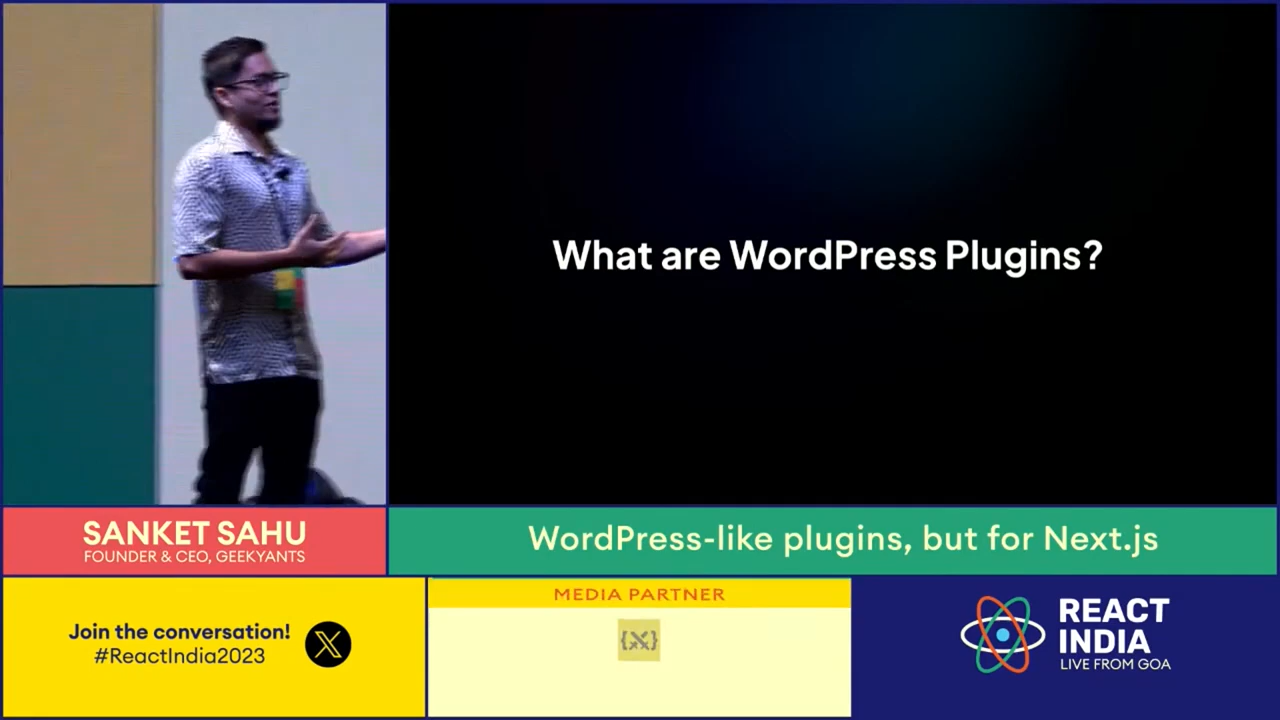 What are WordPress Plugins?
SANKET SAHU
FOUNDER & CEO, GEEKYANTS
WordPress-like plugins, but for Next.js
Join the conversation!
#ReactIndia2023
MEDIA PARTNER
REACT
INDIA
LIVE FROM GOA